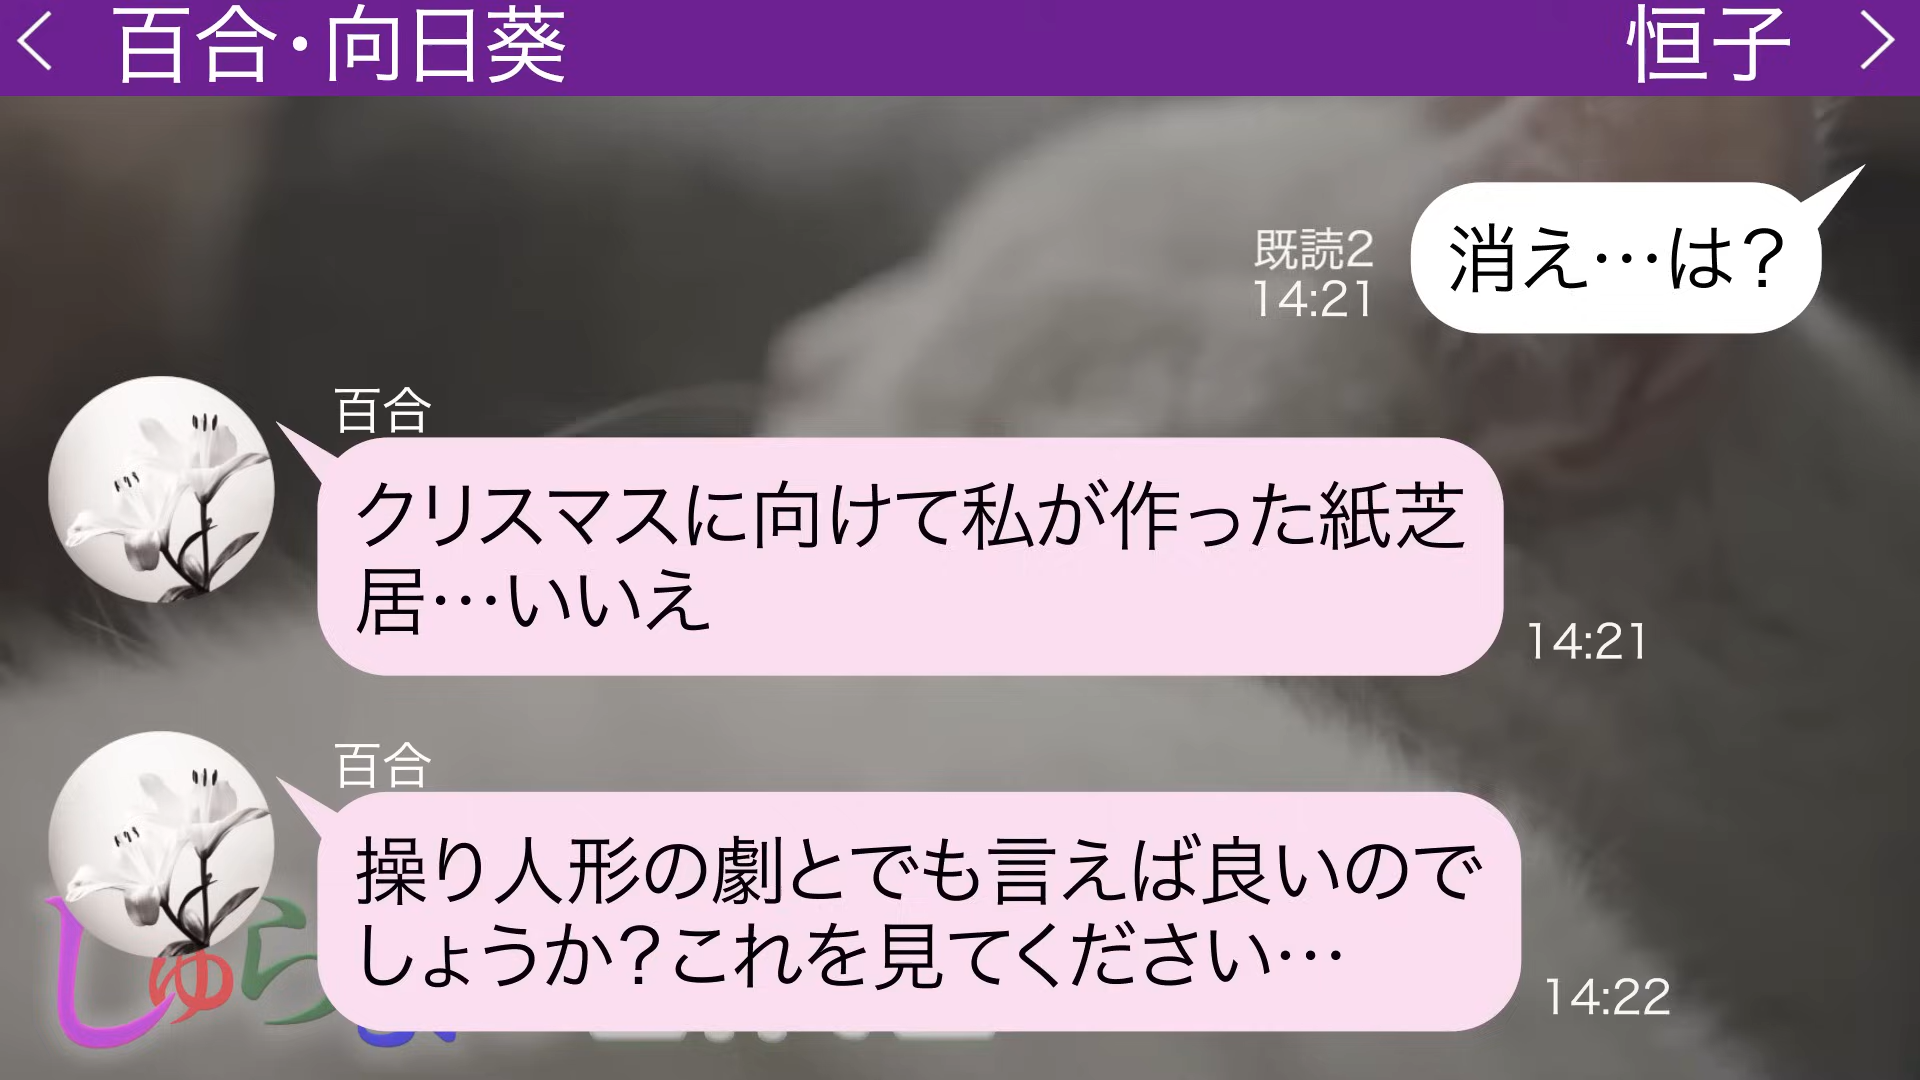 百合・向日葵
恒子
消え…は？
既読2
14:21
百合
クリスマスに向けて私が作った紙芝
居…いいえ
14:21
百合
操り人形の劇とでも言えば良いので
しょうか？これを見てください…
14:22
しゅら